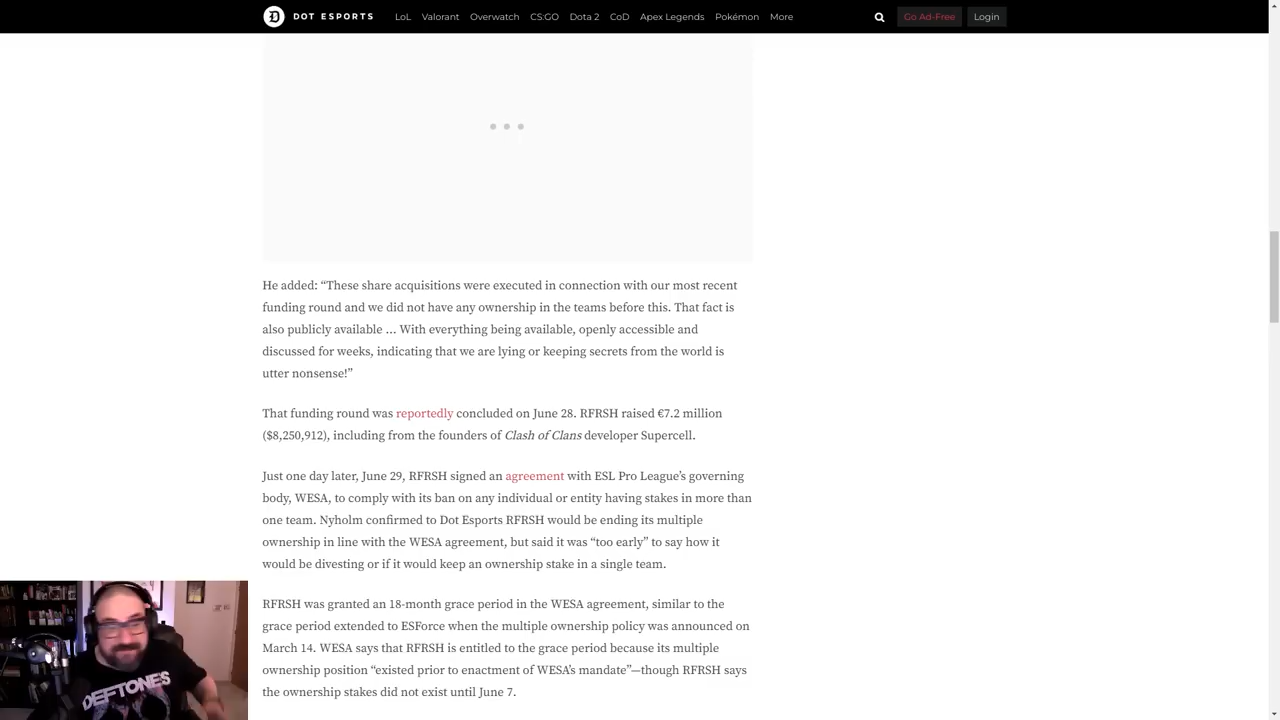 DOT ESPORTS
LoL Valorant Overwatch CS:GO Dota 2 CoD Apex Legends Pokémon More
Go Ad-Free Login
He added: “These share acquisitions were executed in connection with our most recent
funding round and we did not have any ownership in the teams before this. That fact is
also publicly available … With everything being available, openly accessible and
discussed for weeks, indicating that we are lying or keeping secrets from the world is
utter nonsense!”
That funding round was reportedly concluded on June 28. RFRSH raised €7.2 million
($8,250,912), including from the founders of Clash of Clans developer Supercell.
Just one day later, June 29, RFRSH signed an agreement with ESL Pro League’s governing
body, WESA, to comply with its ban on any individual or entity having stakes in more than
one team. Nyholm confirmed to Dot Esports RFRSH would be ending its multiple
ownership in line with the WESA agreement, but said it was “too early” to say how it
would be divesting or if it would keep an ownership stake in a single team.
RFRSH was granted an 18-month grace period in the WESA agreement, similar to the
grace period extended to ESForce when the multiple ownership policy was announced on
March 14. WESA says that RFRSH is entitled to the grace period because its multiple
ownership position “existed prior to enactment of WESA’s mandate”—though RFRSH says
the ownership stakes did not exist until June 7.
DEFTONES